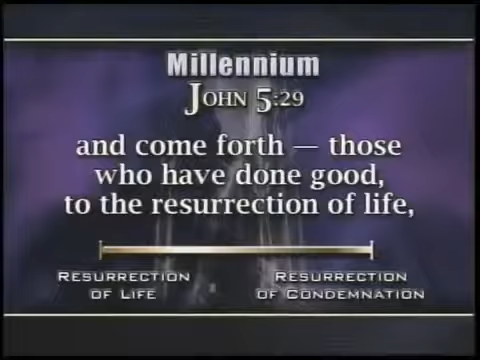 Millennium
JOHN 5:29
and come forth — those
who have done good,
to the resurrection of life,
RESURRECTION RESURRECTION
OF LIFE OF CONDEMNATION